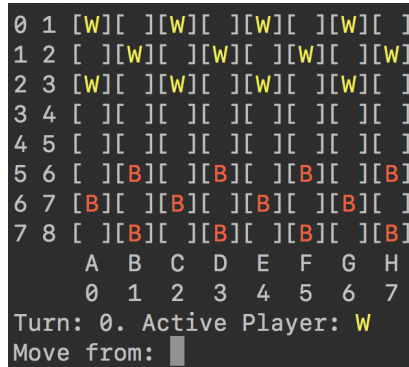 0 1 [W][ ][W][ ][W][ ][W][ ]
1 2 [ ][W][ ][W][ ][W][ ][W]
2 3 [W][ ][W][ ][W][ ][W][ ]
3 4 [ ][ ][ ][ ][ ][ ][ ][ ]
4 5 [ ][ ][ ][ ][ ][ ][ ][ ]
5 6 [ ][B][ ][B][ ][B][ ][B]
6 7 [B][ ][B][ ][B][ ][B][ ]
7 8 [ ][B][ ][B][ ][B][ ][B]
A B C D E F G H
0 1 2 3 4 5 6 7
Turn: 0. Active Player: W
Move from: